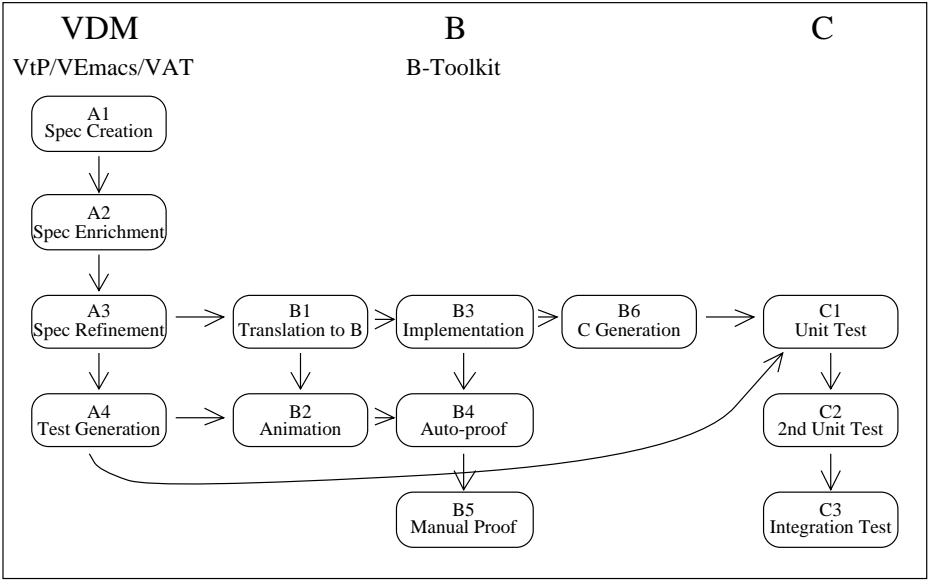 VDM
B
C
VtP/VEmacs/VAT
B-Toolkit
A1
Spec Creation
A2
Spec Enrichment
A3
Spec Refinement
B1
Translation to B
B3
Implementation
B6
C Generation
C1
Unit Test
A4
Test Generation
B2
Animation
B4
Auto-proof
C2
2nd Unit Test
B5
Manual Proof
C3
Integration Test